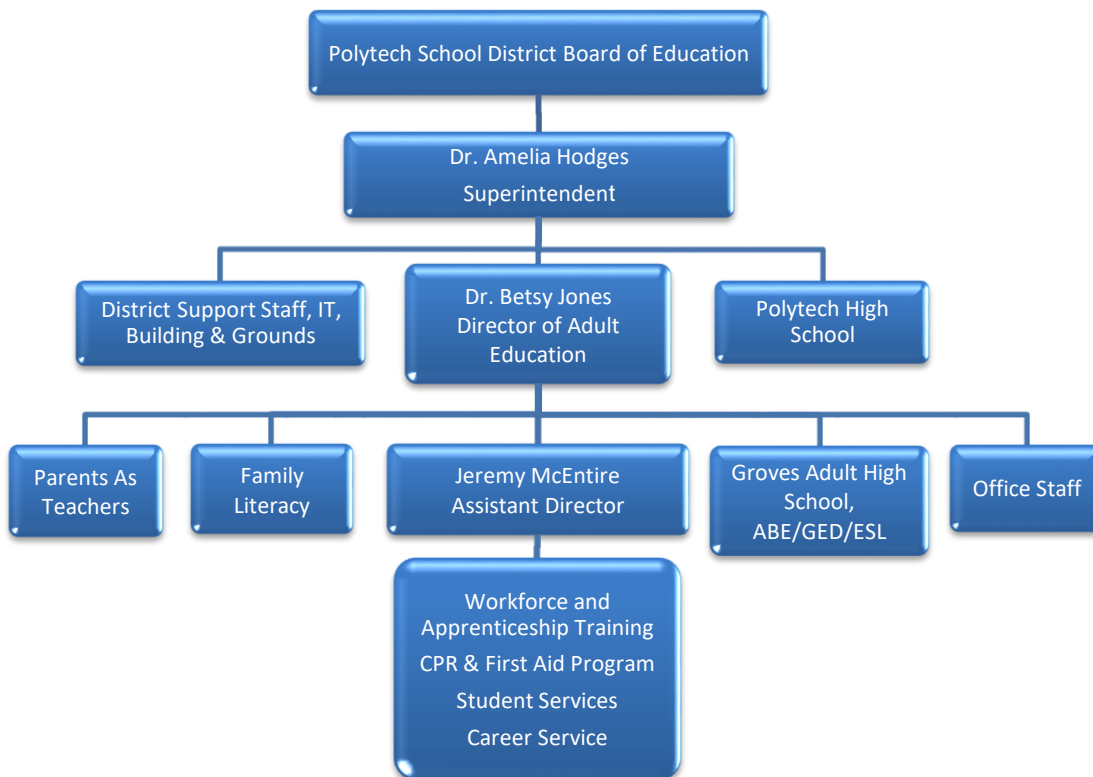 Polytech School District Board of Education
Dr. Amelia Hodges
Superintendent
District Support Staff, IT,
Building & Grounds
Dr. Betsy Jones
Director of Adult
Education
Polytech High
School
Parents As
Teachers
Family
Literacy
Jeremy McEntire
Assistant Director
Groves Adult High
School,
ABE/GED/ESL
Office Staff
Workforce and
Apprenticeship Training
CPR & First Aid Program
Student Services
Career Service